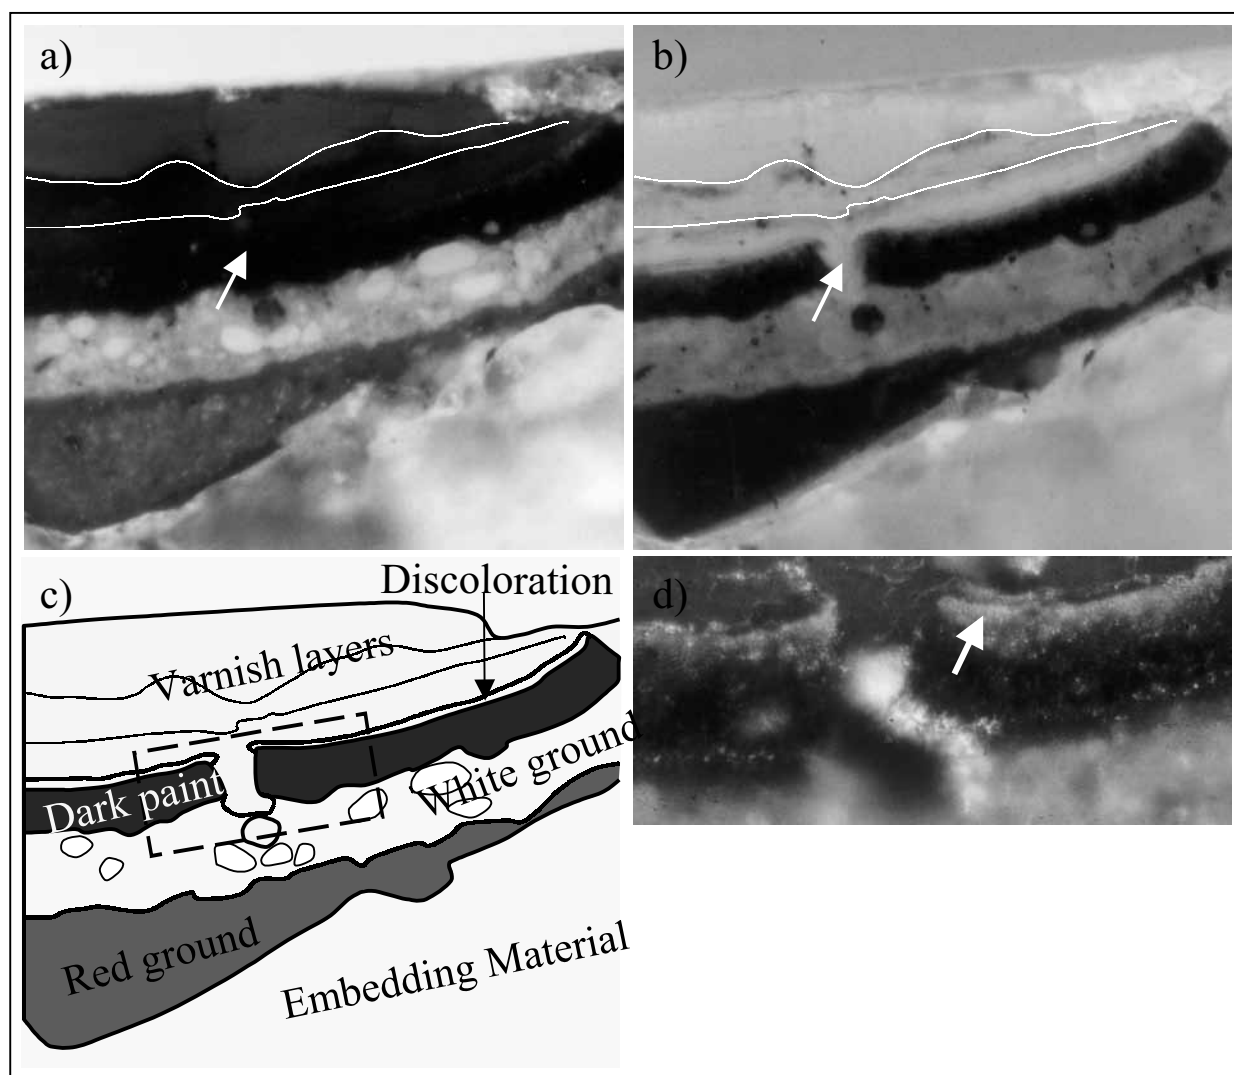 a)
b)
c)
Discoloration
Varnish layers
Dark paint
White ground
Red ground
Embedding Material
d)